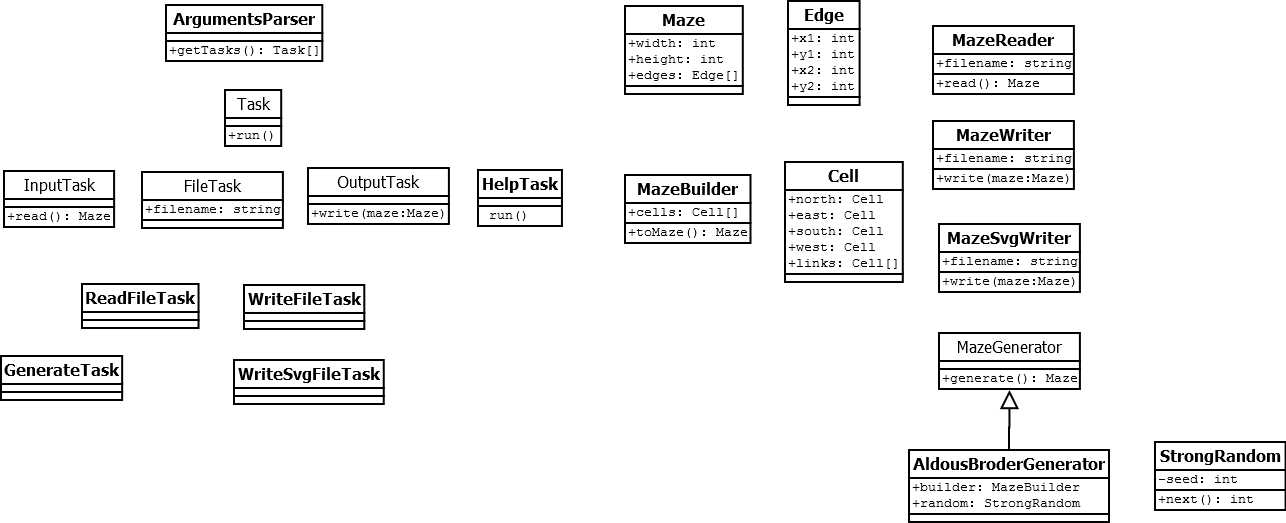 ArgumentsParser
+getTasks(): Task[]
Task
+run()
InputTask
+read(): Maze
FileTask
+filename: string
OutputTask
+write(maze:Maze)
HelpTask
run()
ReadFileTask
WriteFileTask
GenerateTask
WriteSvgFileTask
Maze
+width: int
+height: int
+edges: Edge[]
Edge
+x1: int
+y1: int
+x2: int
+y2: int
MazeBuilder
+cells: Cell[]
+toMaze(): Maze
Cell
+north: Cell
+east: Cell
+south: Cell
+west: Cell
+links: Cell[]
MazeReader
+filename: string
+read(): Maze
MazeWriter
+filename: string
+write(maze:Maze)
MazeSvgWriter
+filename: string
+write(maze:Maze)
MazeGenerator
+generate(): Maze
AldousBroderGenerator
+builder: MazeBuilder
+random: StrongRandom
StrongRandom
-seed: int
+next(): int